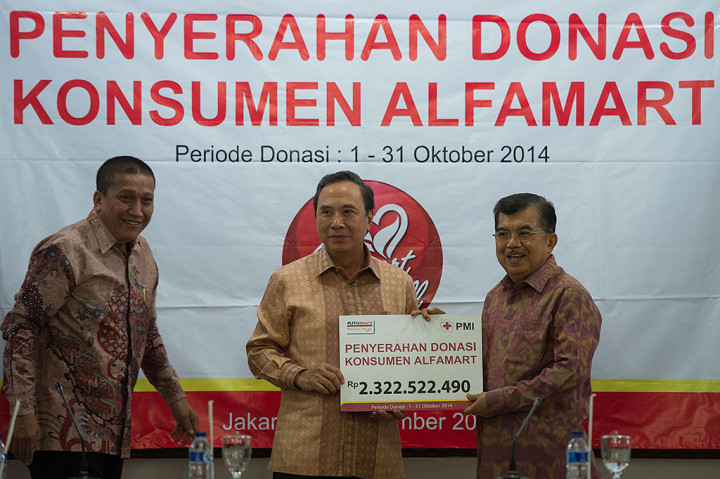 PENYERAHAN DONASI
KONSUMEN ALFAMART
Periode Donasi : 1 - 31 Oktober 2014
Alfamart
PMI
PENYERAHAN DONASI
KONSUMEN ALFAMART
Rp 2.322.522.490
Periode Donasi : 1 - 31 Oktober 2014